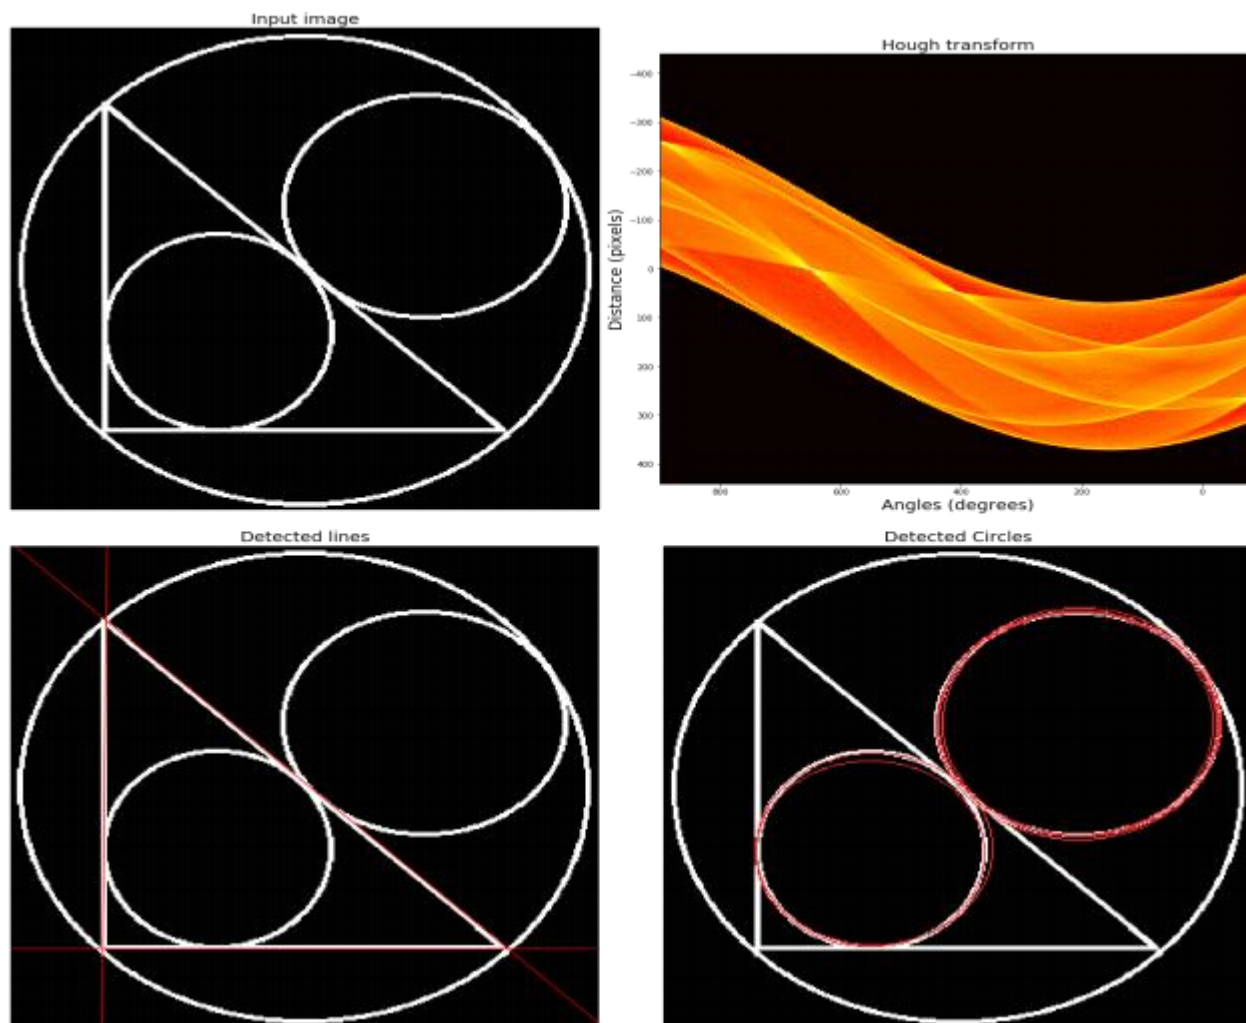 Input image
Hough transform
−400
−300
−200
−100
0
100
200
300
400
Distance (pixels)
800
600
400
200
0
Angles (degrees)
Detected lines
Detected Circles